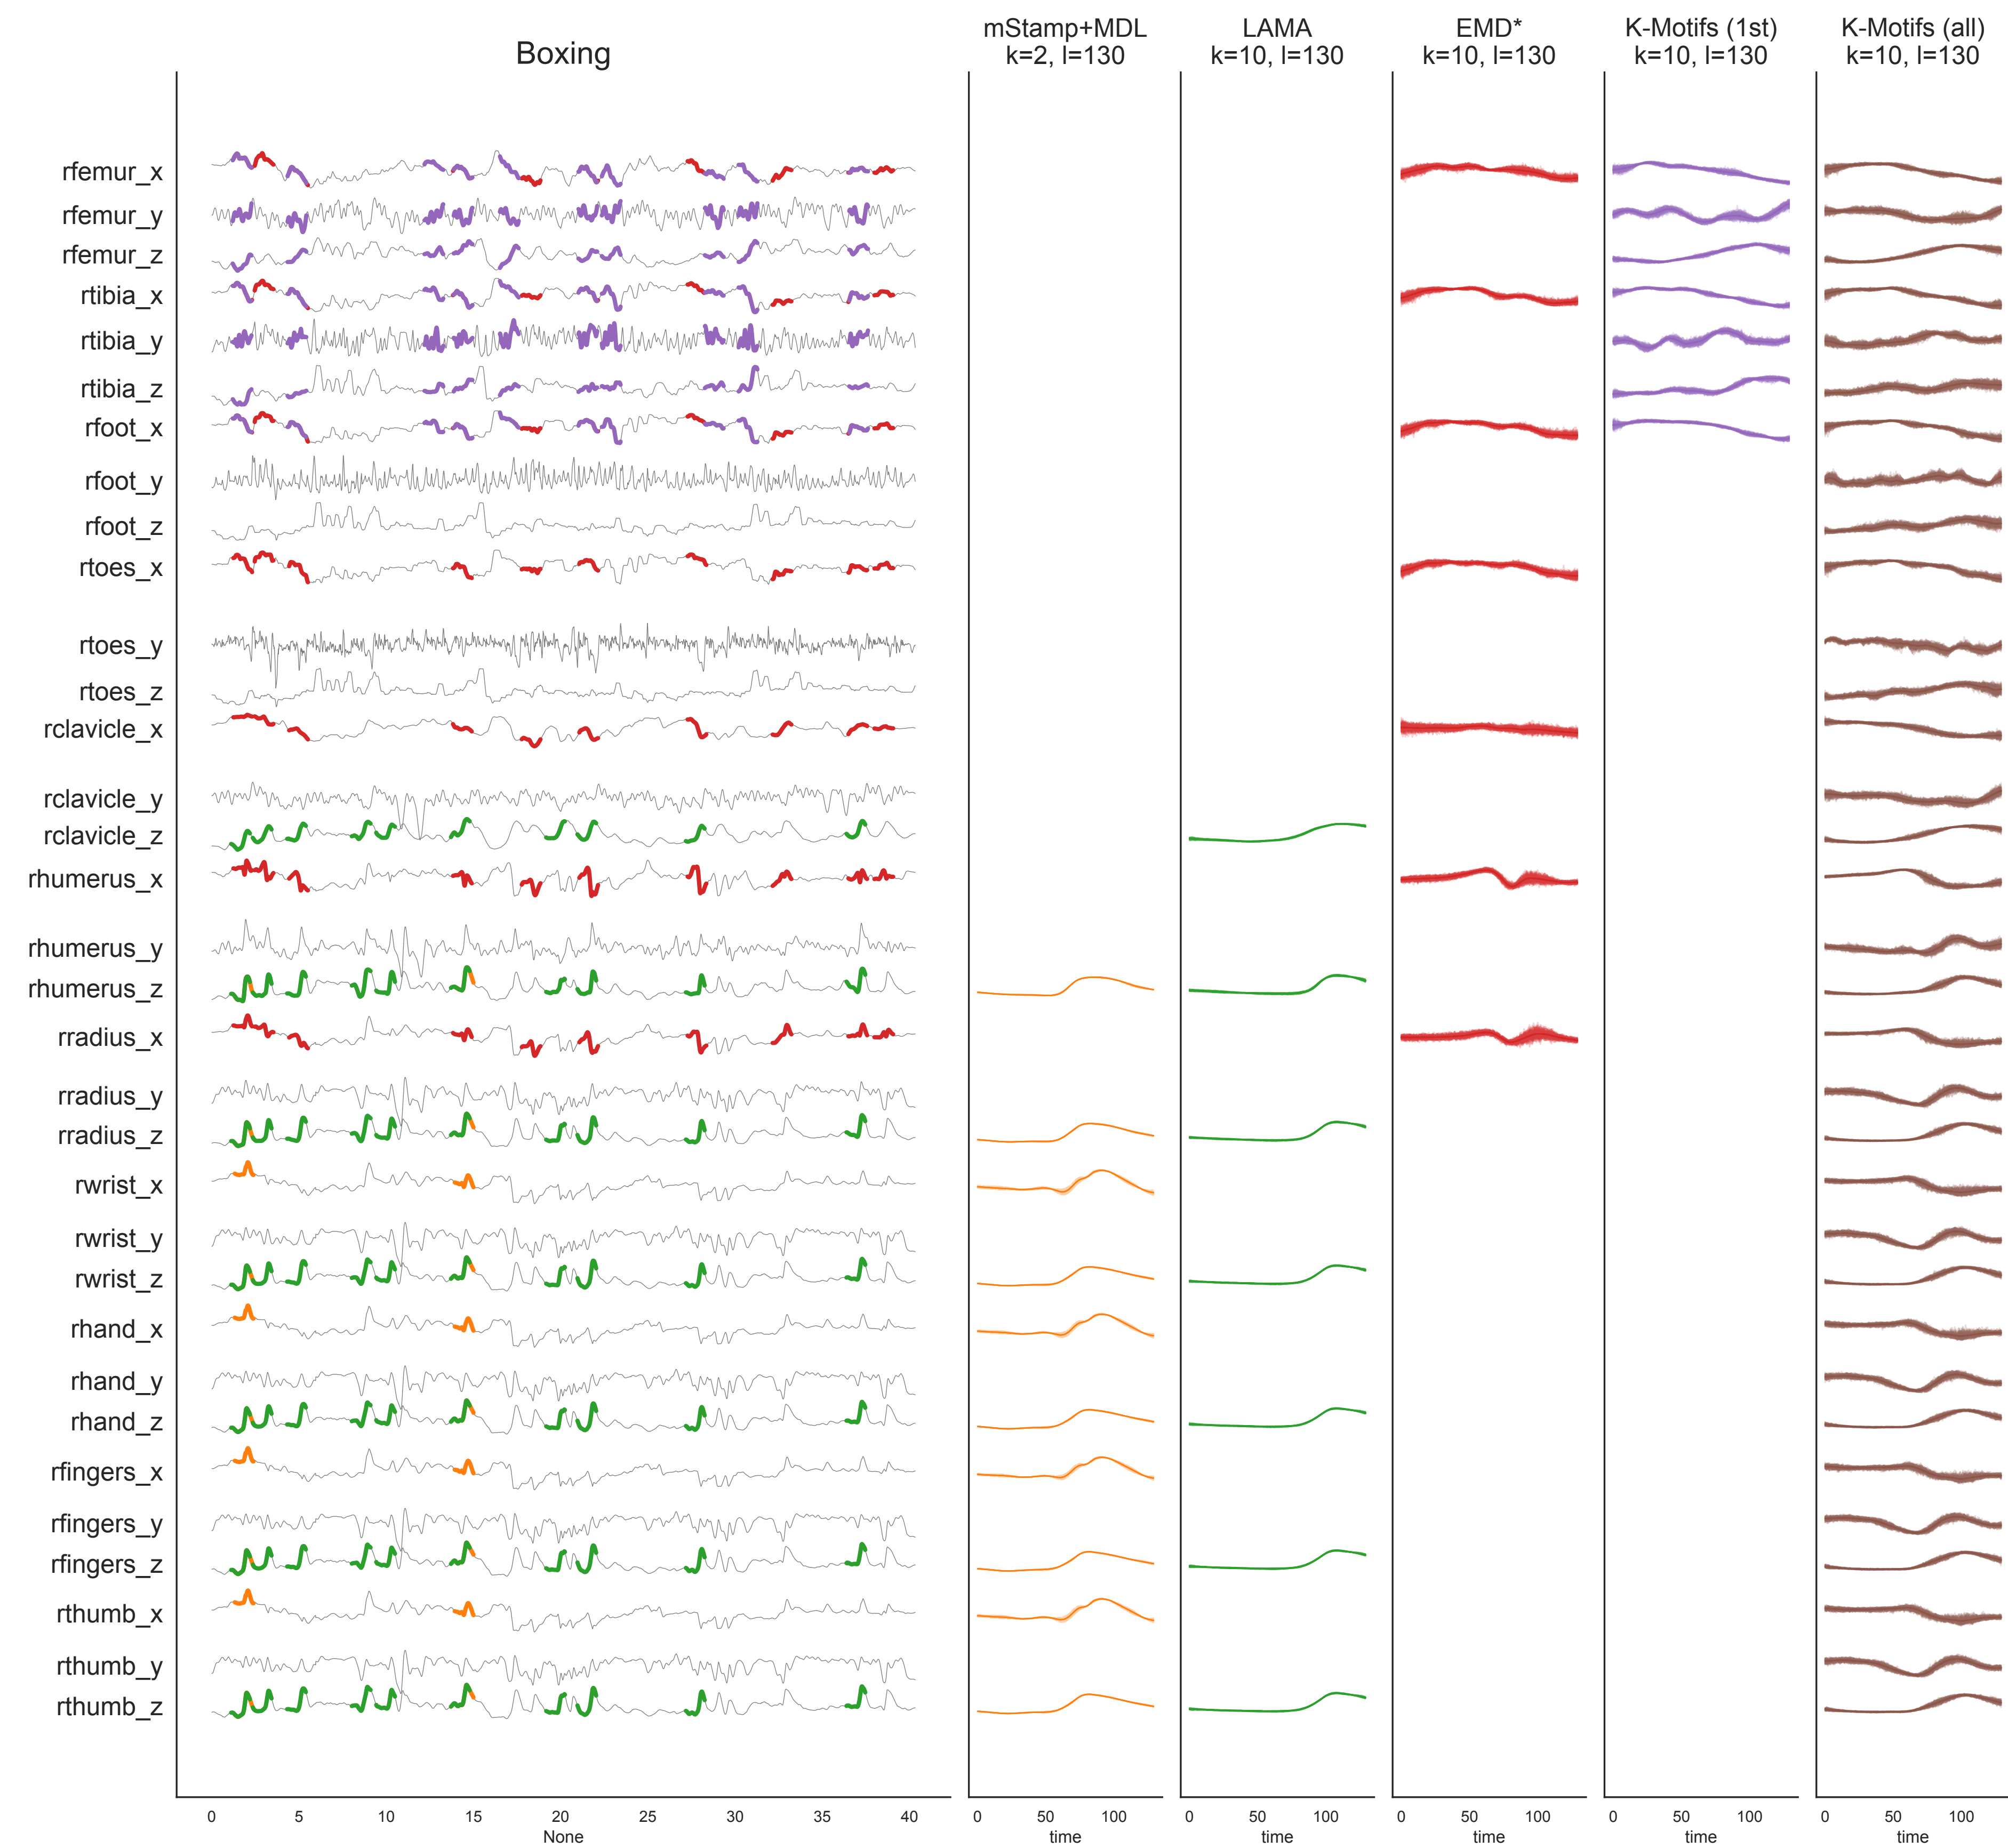 Boxing
mStamp+MDL
k=2, l=130
LAMA
k=10, l=130
EMD*
k=10, l=130
K-Motifs (1st)
k=10, l=130
K-Motifs (all)
k=10, l=130
rfemur_x
rfemur_y
rfemur_z
rtibia_x
rtibia_y
rtibia_z
rfoot_x
rfoot_y
rfoot_z
rtoes_x
rtoes_y
rtoes_z
rclavicle_x
rclavicle_y
rclavicle_z
rhumerus_x
rhumerus_y
rhumerus_z
rradius_x
rradius_y
rradius_z
rwrist_x
rwrist_y
rwrist_z
rhand_x
rhand_y
rhand_z
rfingers_x
rfingers_y
rfingers_z
rthumb_x
rthumb_y
rthumb_z
0 5 10 15 20 25 30 35 40
None
0 50 100
time
0 50 100
time
0 50 100
time
0 50 100
time
0 50 100
time